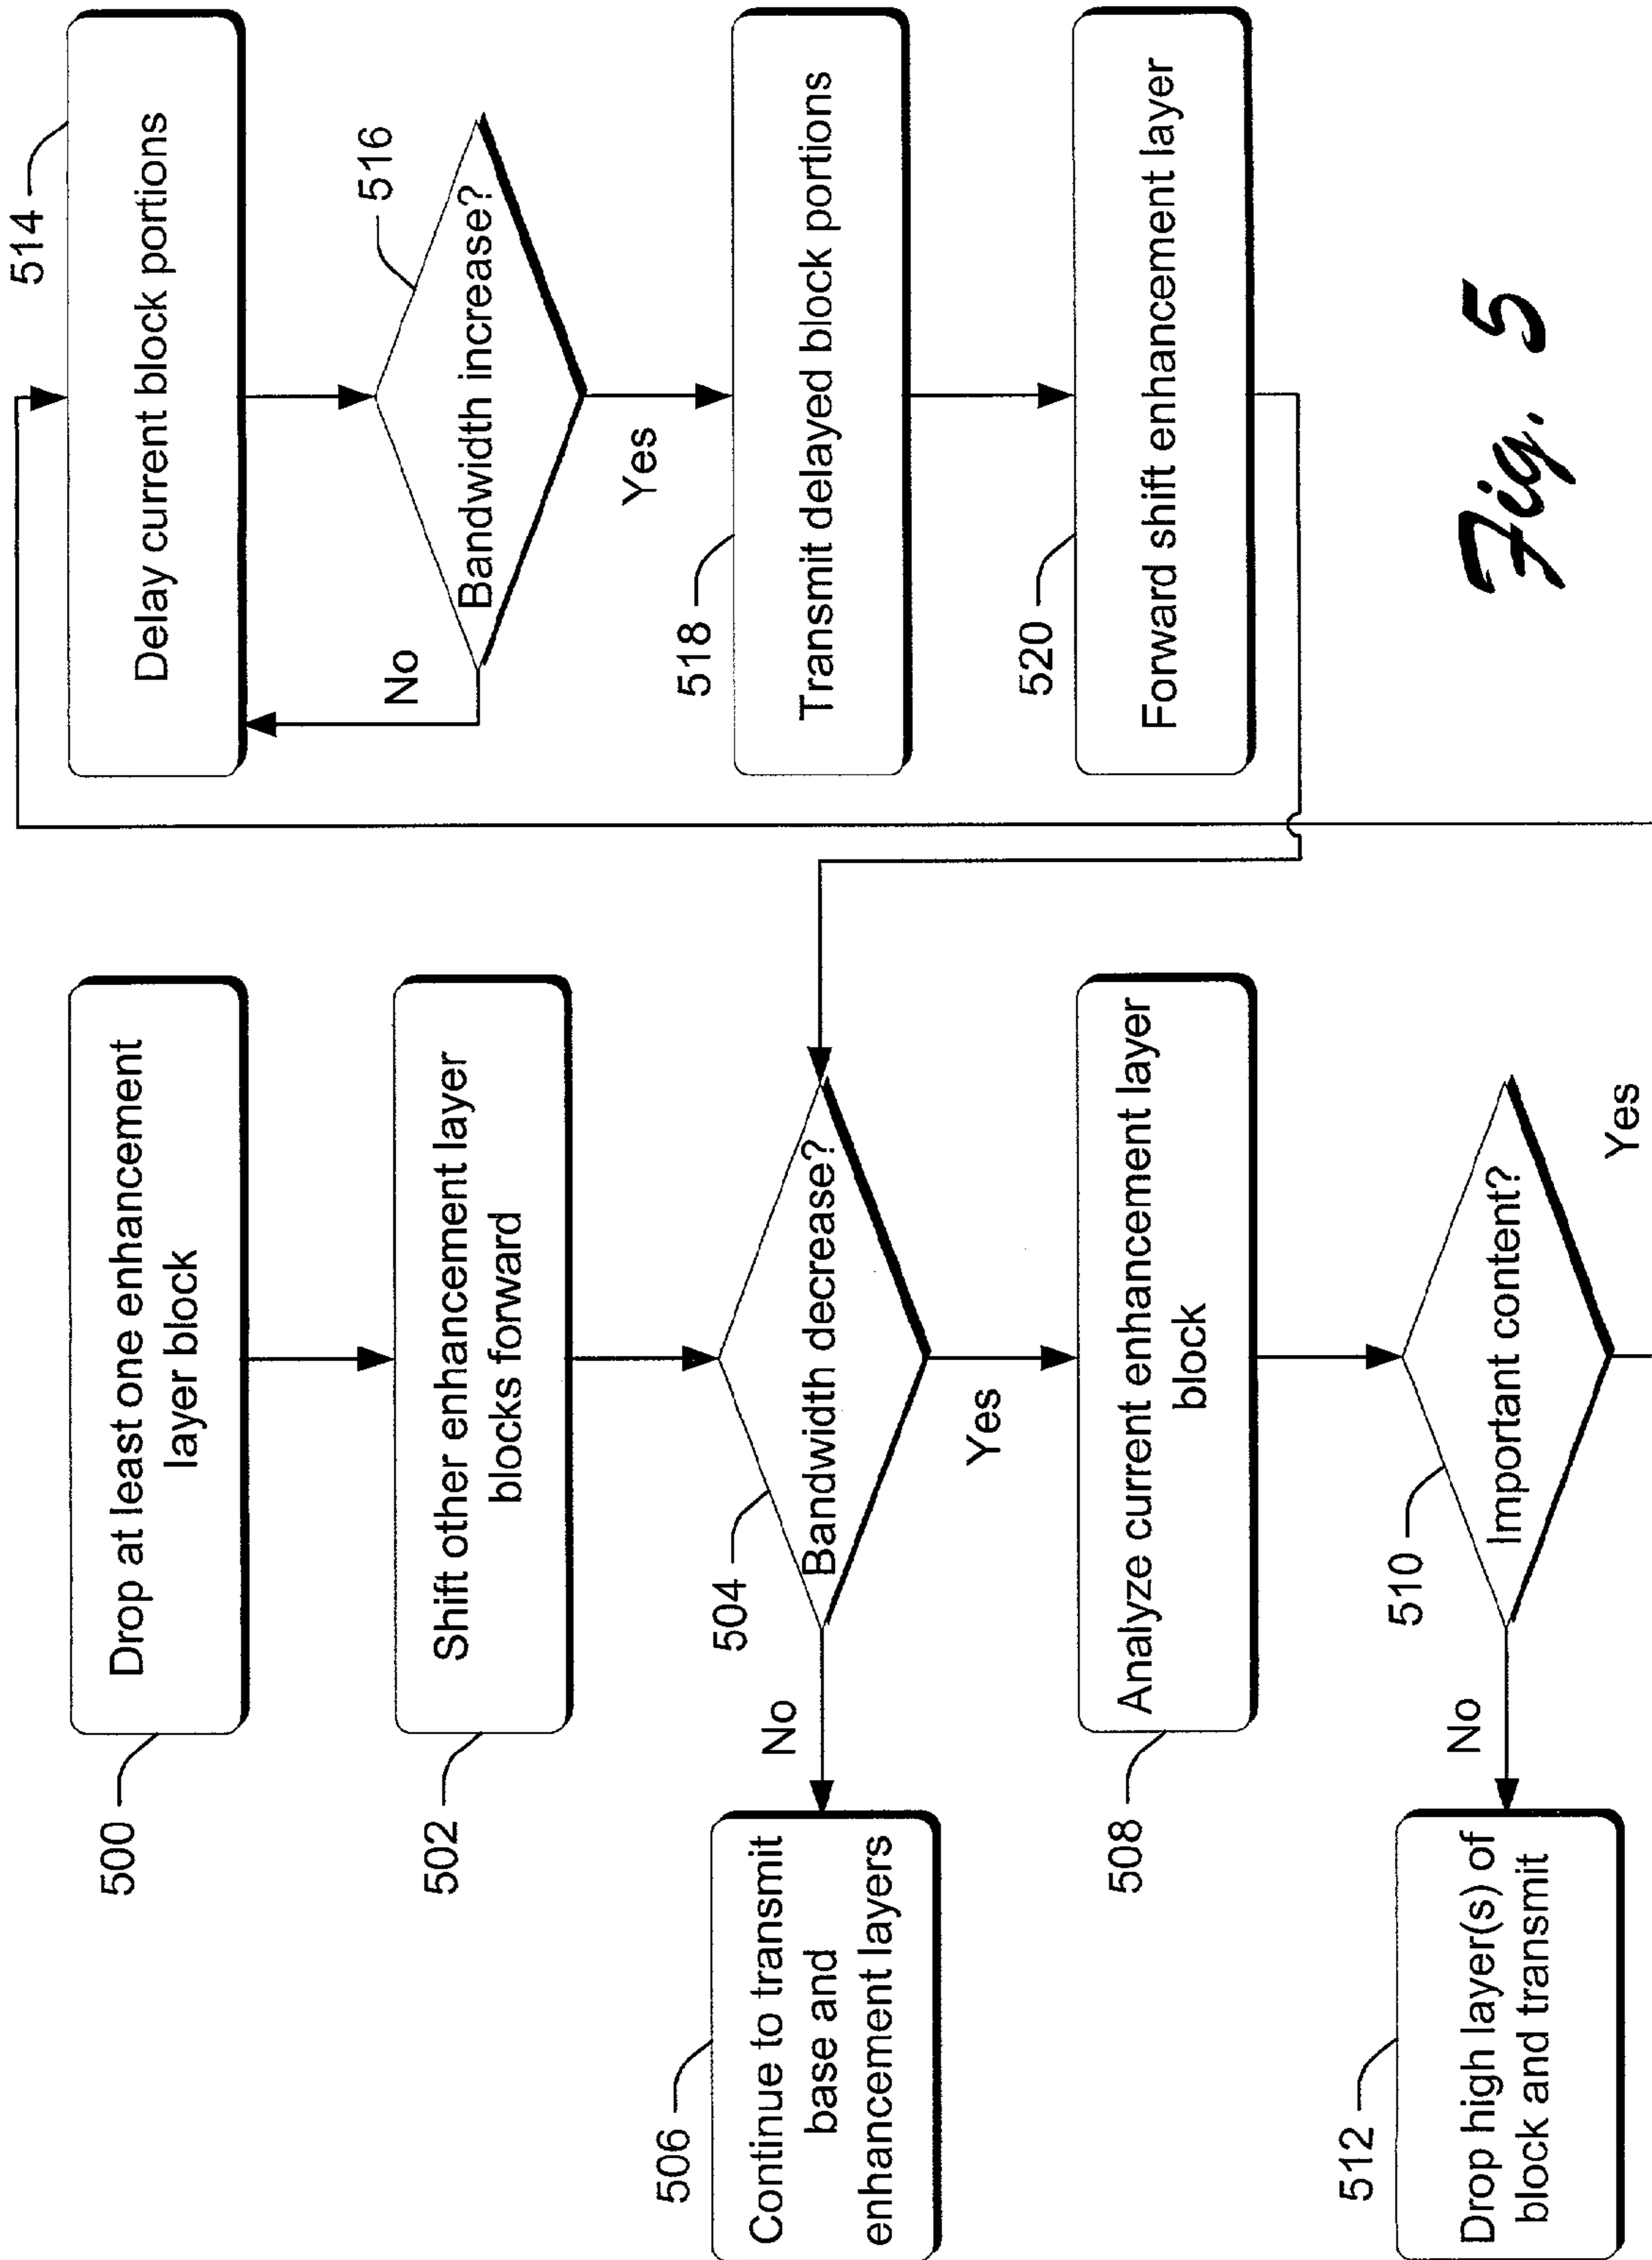 500
Drop at least one enhancement
layer block
502
Shift other enhancement layer
blocks forward
504
Bandwidth decrease?
No
Yes
506
Continue to transmit
base and
enhancement layers
508
Analyze current enhancement layer
block
510
Important content?
No
Yes
512
Drop high layer(s) of
block and transmit
514
Delay current block portions
516
Bandwidth increase?
No
Yes
518
Transmit delayed block portions
520
Forward shift enhancement layer
Fig. 5